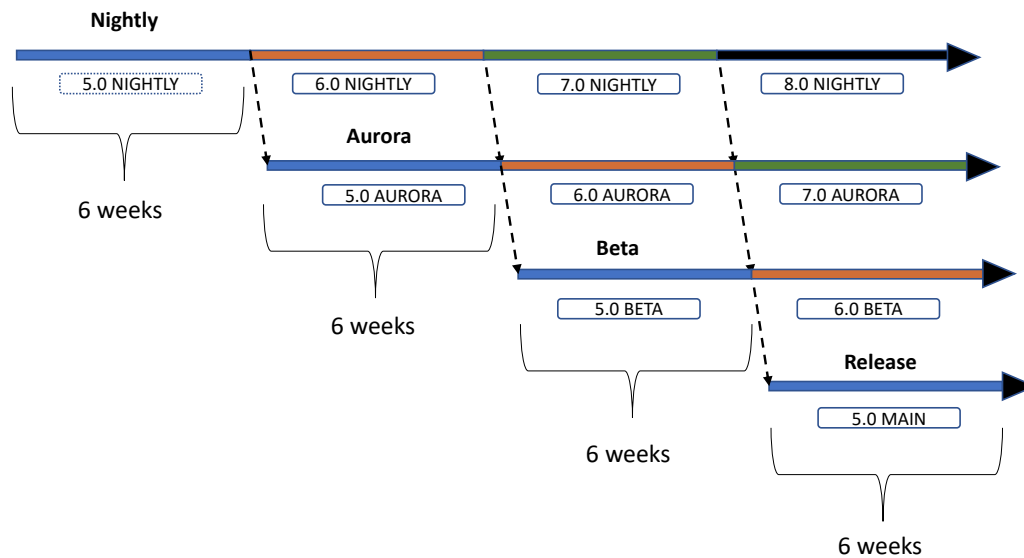 Nightly
5.0 NIGHTLY
6.0 NIGHTLY
7.0 NIGHTLY
8.0 NIGHTLY
Aurora
6 weeks
5.0 AURORA
6.0 AURORA
7.0 AURORA
Beta
6 weeks
5.0 BETA
6.0 BETA
Release
5.0 MAIN
6 weeks
6 weeks